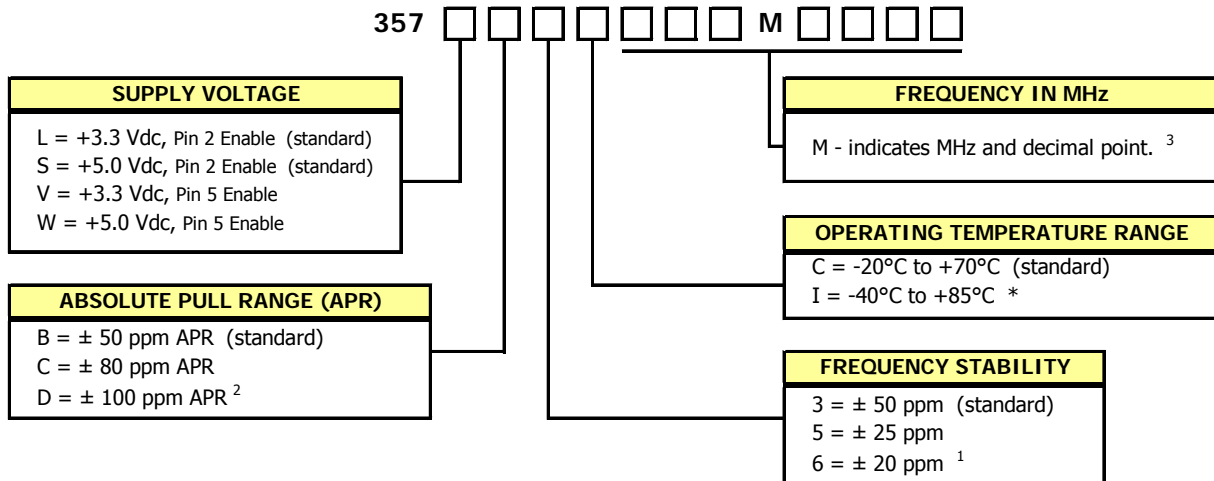 357 M
SUPPLY VOLTAGE
L = +3.3 Vdc, Pin 2 Enable (standard)
S = +5.0 Vdc, Pin 2 Enable (standard)
V = +3.3 Vdc, Pin 5 Enable
W = +5.0 Vdc, Pin 5 Enable
ABSOLUTE PULL RANGE (APR)
B = ± 50 ppm APR (standard)
C = ± 80 ppm APR
D = ± 100 ppm APR 2
FREQUENCY IN MHz
M - indicates MHz and decimal point. 3
OPERATING TEMPERATURE RANGE
C = -20°C to +70°C (standard)
I = -40°C to +85°C *
FREQUENCY STABILITY
3 = ± 50 ppm (standard)
5 = ± 25 ppm
6 = ± 20 ppm 1